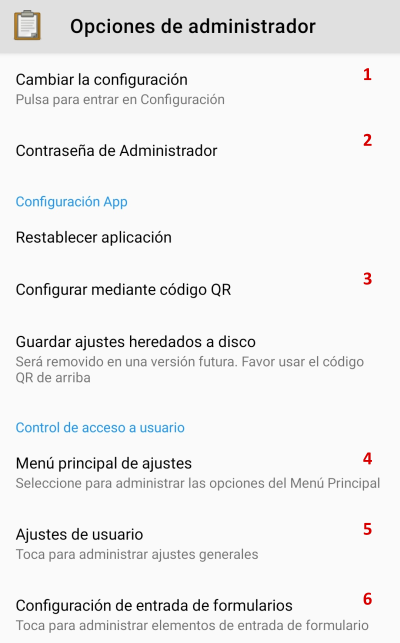 Opciones de administrador
Cambiar la configuración 1
Pulsa para entrar en Configuración
Contraseña de Administrador 2
Configuración App
Restablecer aplicación
Configurar mediante código QR 3
Guardar ajustes heredados a disco
Será removido en una versión futura. Favor usar el código
QR de arriba
Control de acceso a usuario
Menú principal de ajustes 4
Seleccione para administrar las opciones del Menú Principal
Ajustes de usuario 5
Toca para administrar ajustes generales
Configuración de entrada de formularios 6
Toca para administrar elementos de entrada de formulario